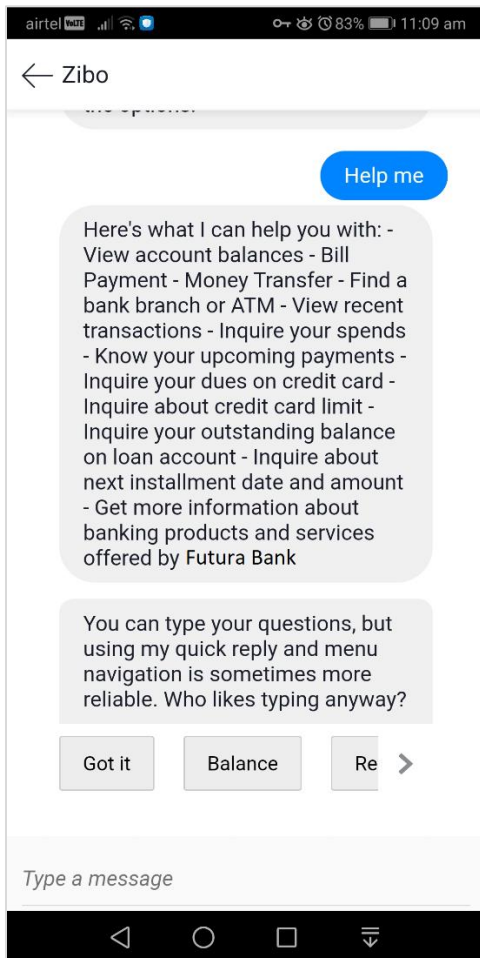 airtel VoLTE 83% 11:09 am
Zibo
the options.
Help me
Here's what I can help you with: -
View account balances - Bill
Payment - Money Transfer - Find a
bank branch or ATM - View recent
transactions - Inquire your spends
- Know your upcoming payments -
Inquire your dues on credit card -
Inquire about credit card limit -
Inquire your outstanding balance
on loan account - Inquire about
next installment date and amount
- Get more information about
banking products and services
offered by Futura Bank
You can type your questions, but
using my quick reply and menu
navigation is sometimes more
reliable. Who likes typing anyway?
Got it Balance Re
Type a message